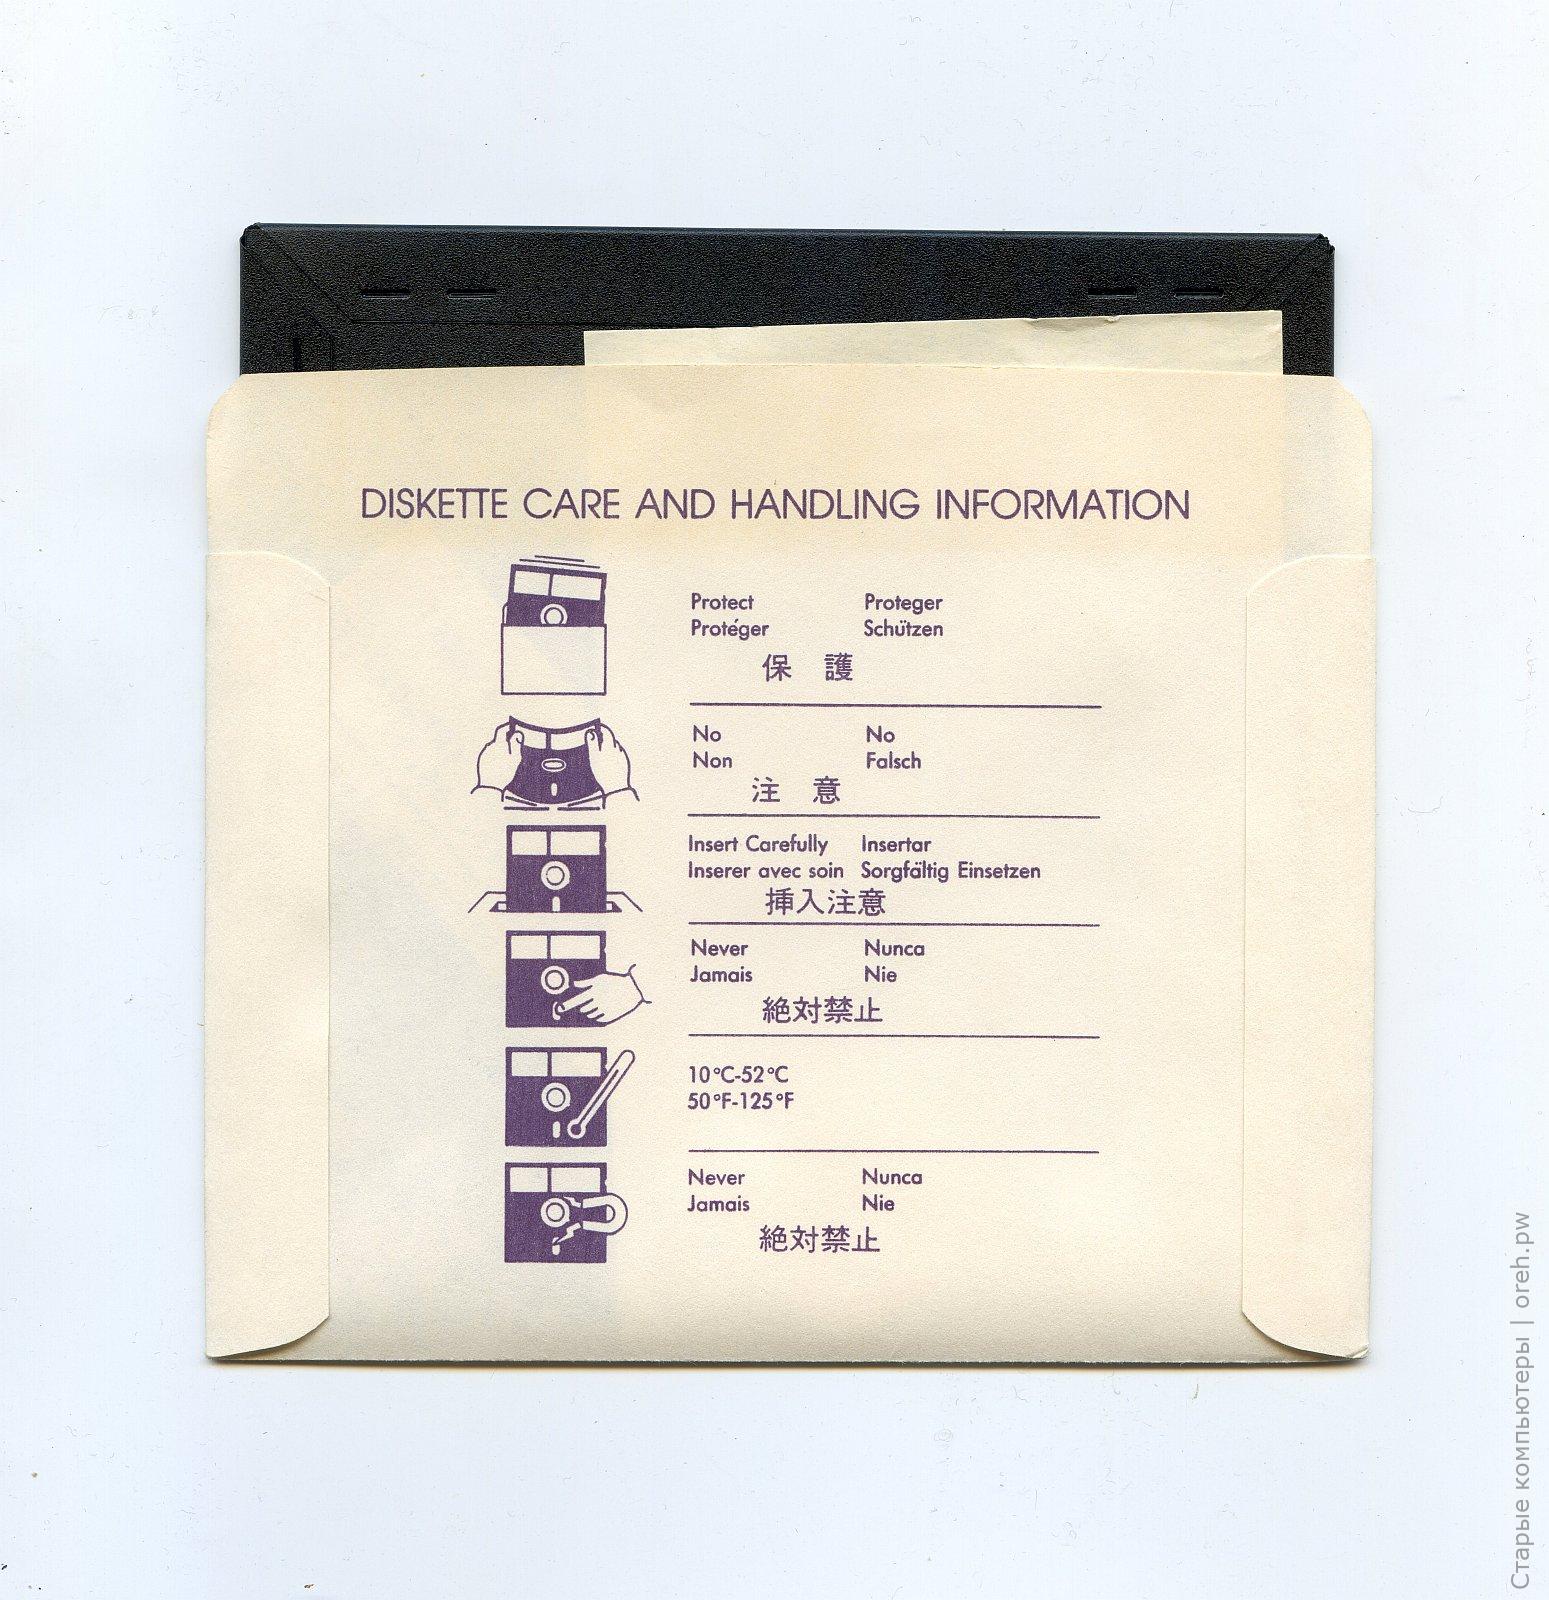 DISKETTE CARE AND HANDLING INFORMATION
Protect Proteger
Protéger Schützen
保 護
No No
Non Falsch
注 意
Insert Carefully Insertar
Inserer avec soin Sorgfältig Einsetzen
挿入注意
Never Nunca
Jamais Nie
絶対禁止
10°C-52°C
50°F-125°F
Never Nunca
Jamais Nie
絶対禁止
Старые компьютеры | oreh.pw